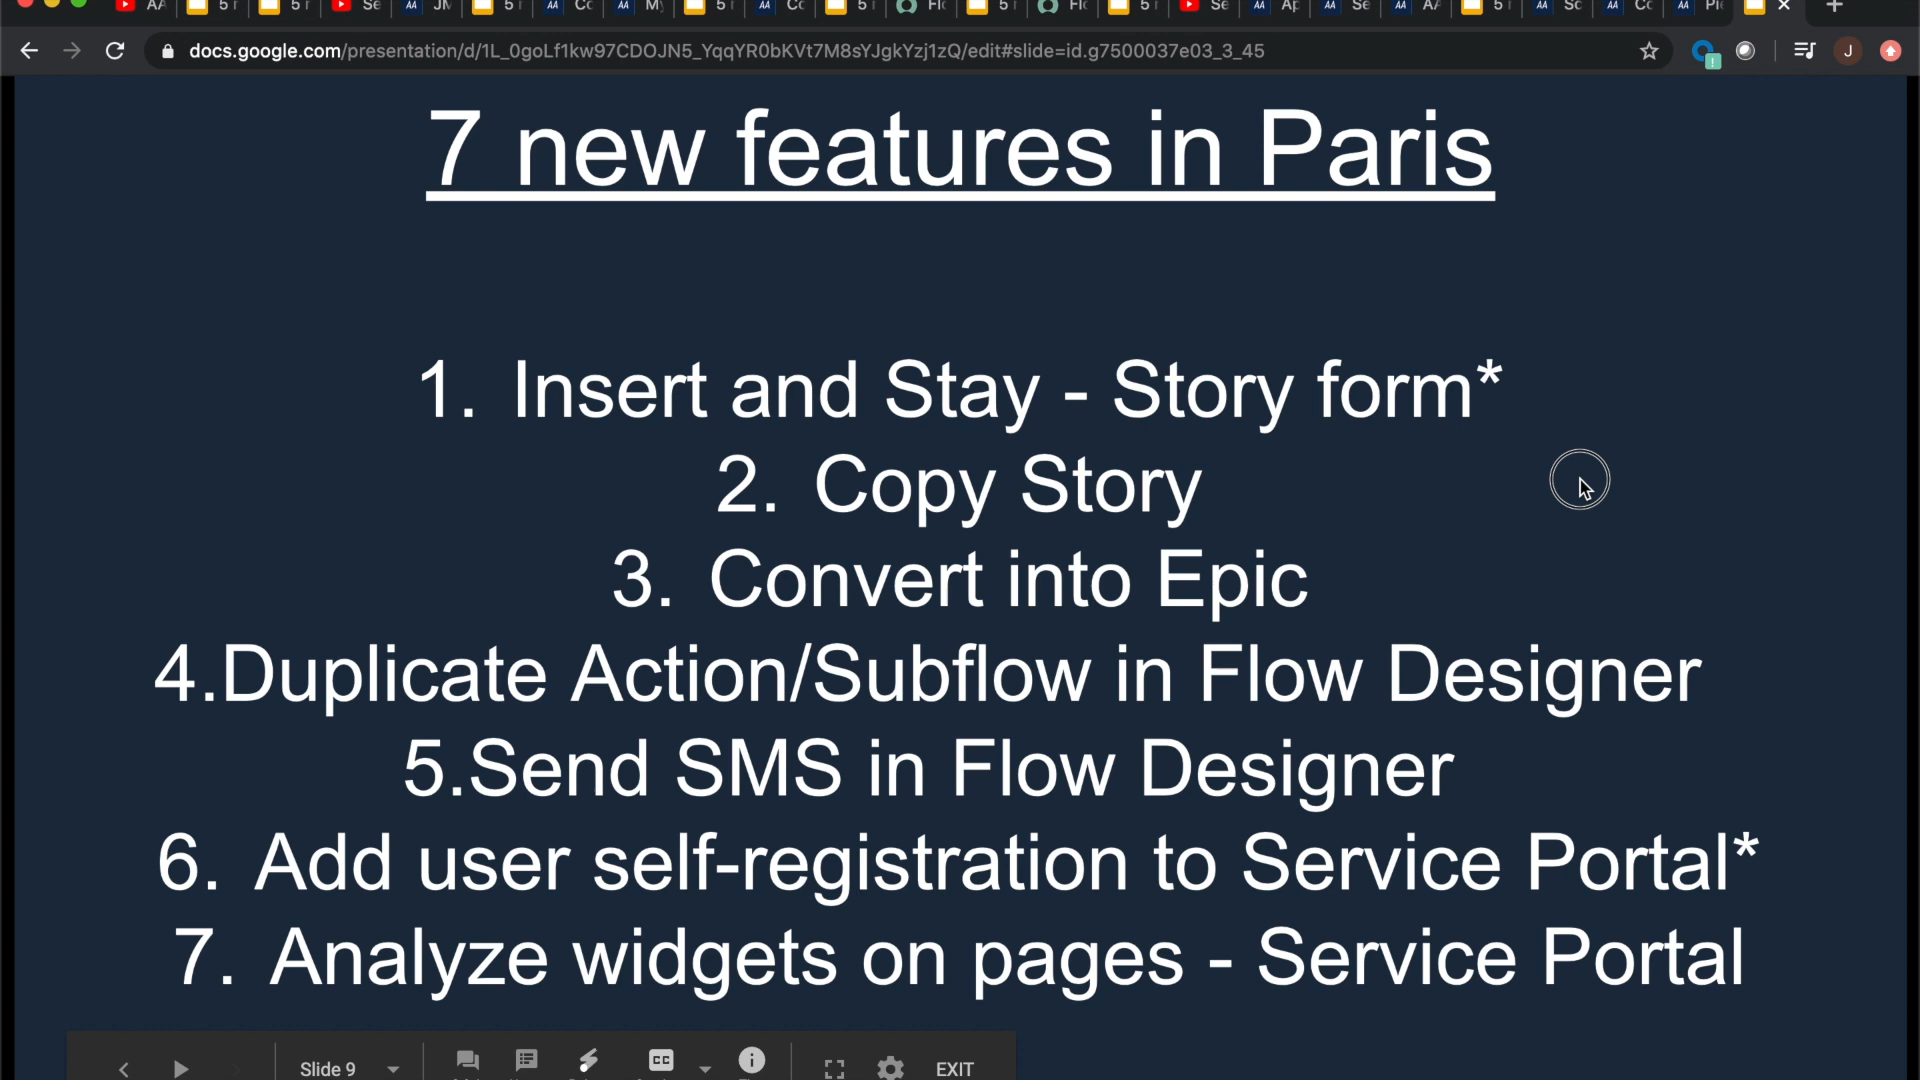 docs.google.com/presentation/d/1L_0goLf1kw97CDOJN5_YqqYR0bKVt7M8sYJgkYzj1zQ/edit#slide=id.g7500037e03_3_45
J
7 new features in Paris
1. Insert and Stay - Story form*
2. Copy Story
3. Convert into Epic
4.Duplicate Action/Subflow in Flow Designer
5.Send SMS in Flow Designer
6. Add user self-registration to Service Portal*
7. Analyze widgets on pages - Service Portal
Slide 9
CC
EXIT